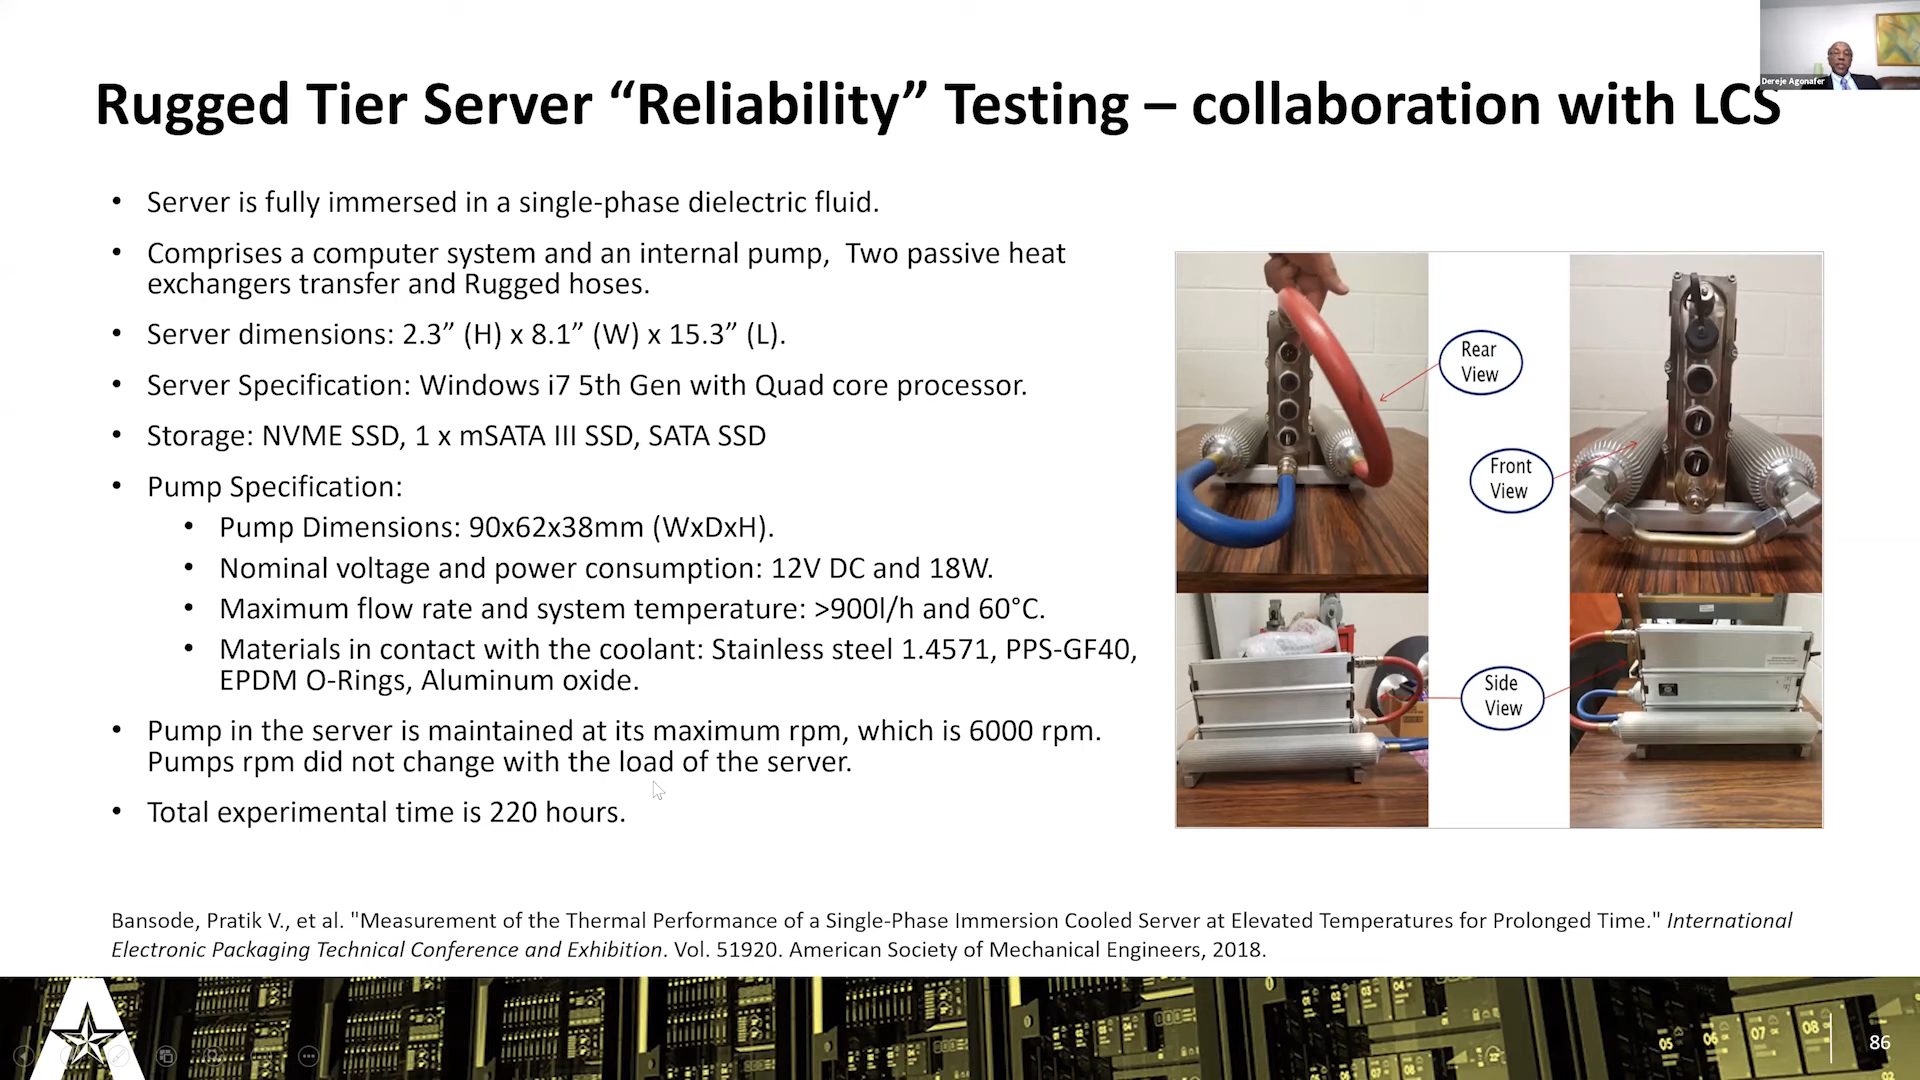 Dereje Agonafer
Rugged Tier Server “Reliability” Testing – collaboration with LCS
• Server is fully immersed in a single-phase dielectric fluid.
• Comprises a computer system and an internal pump,  Two passive heat
exchangers transfer and Rugged hoses.
• Server dimensions: 2.3” (H) x 8.1” (W) x 15.3” (L).
• Server Specification: Windows i7 5th Gen with Quad core processor.
• Storage: NVME SSD, 1 x mSATA III SSD, SATA SSD
• Pump Specification:
• Pump Dimensions: 90x62x38mm (WxDxH).
• Nominal voltage and power consumption: 12V DC and 18W.
• Maximum flow rate and system temperature: >900l/h and 60°C.
• Materials in contact with the coolant: Stainless steel 1.4571, PPS-GF40,
EPDM O-Rings, Aluminum oxide.
• Pump in the server is maintained at its maximum rpm, which is 6000 rpm.
Pumps rpm did not change with the load of the server.
• Total experimental time is 220 hours.
Rear
View
Front
View
Side
View
Bansode, Pratik V., et al. "Measurement of the Thermal Performance of a Single-Phase Immersion Cooled Server at Elevated Temperatures for Prolonged Time." International
Electronic Packaging Technical Conference and Exhibition. Vol. 51920. American Society of Mechanical Engineers, 2018.
03
04
05
06
07
08
86